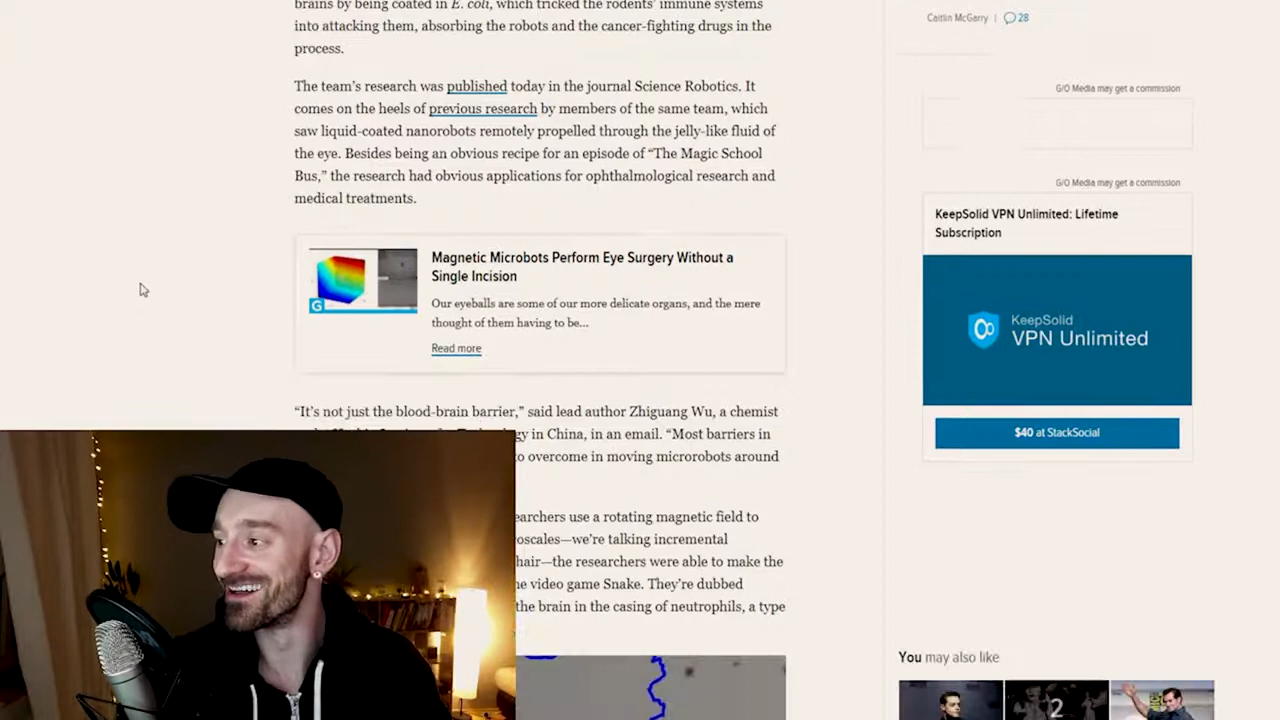 brains by being coated in E. coli, which tricked the rodents’ immune systems
into attacking them, absorbing the robots and the cancer-fighting drugs in the
process.
The team’s research was published today in the journal Science Robotics. It
comes on the heels of previous research by members of the same team, which
saw liquid-coated nanorobots remotely propelled through the jelly-like fluid of
the eye. Besides being an obvious recipe for an episode of “The Magic School
Bus,” the research had obvious applications for ophthalmological research and
medical treatments.
Magnetic Microbots Perform Eye Surgery Without a
Single Incision
Our eyeballs are some of our more delicate organs, and the mere
thought of them having to be...
Read more
G
“It’s not just the blood-brain barrier,” said lead author Zhiguang Wu, a chemist
in China, in an email. “Most barriers in
to overcome in moving microrobots around
use a rotating magnetic field to
we’re talking incremental
hair—the researchers were able to make the
video game Snake. They’re dubbed
the brain in the casing of neutrophils, a type
Caitlin McGarry | 28
G/O Media may get a commission
G/O Media may get a commission
KeepSolid VPN Unlimited: Lifetime
Subscription
KeepSolid
VPN Unlimited
$40 at StackSocial
You may also like
2